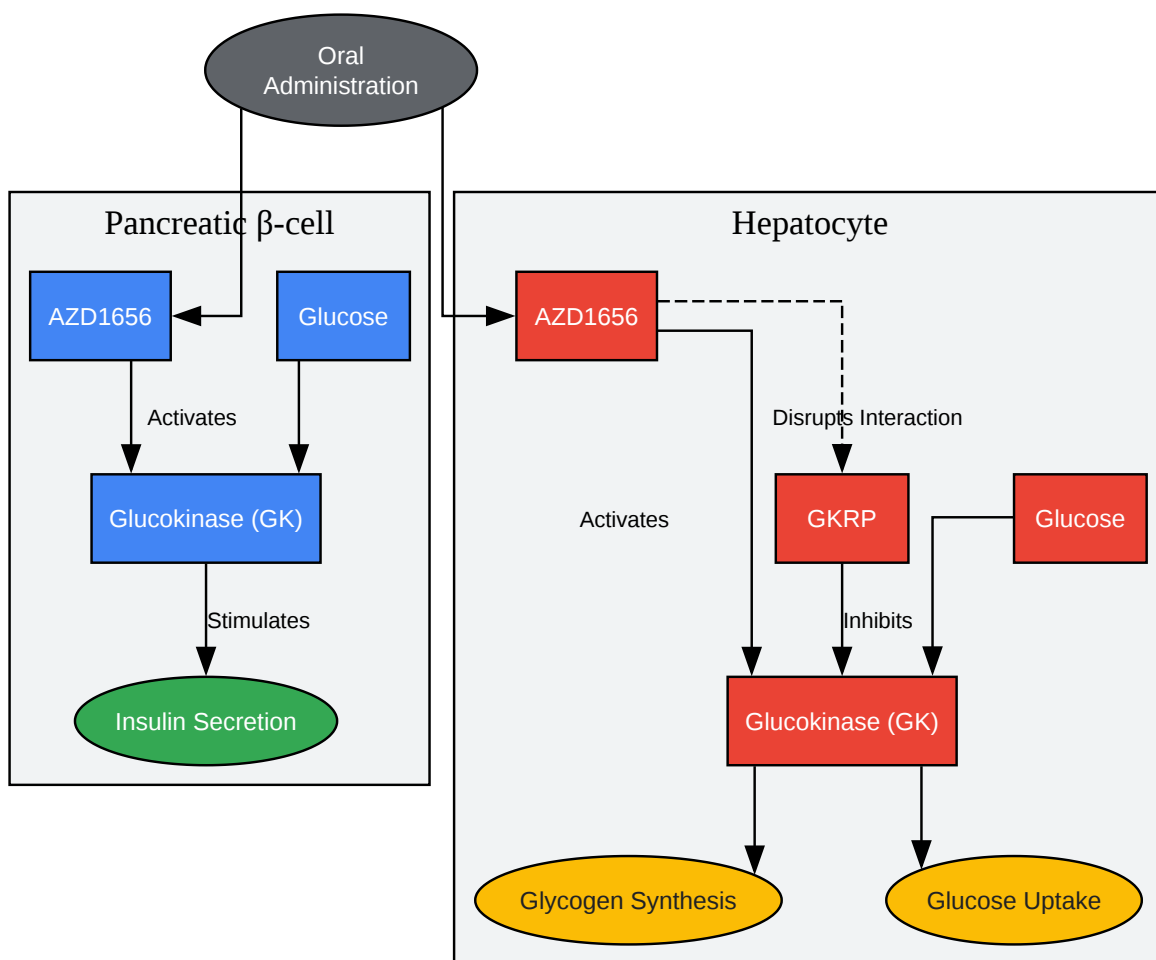 Oral
Administration
Pancreatic β-cell
AZD1656
Glucose
Activates
Glucokinase (GK)
Stimulates
Insulin Secretion
Hepatocyte
AZD1656
Disrupts Interaction
Activates
GKRP
Glucose
Inhibits
Glucokinase (GK)
Glycogen Synthesis
Glucose Uptake